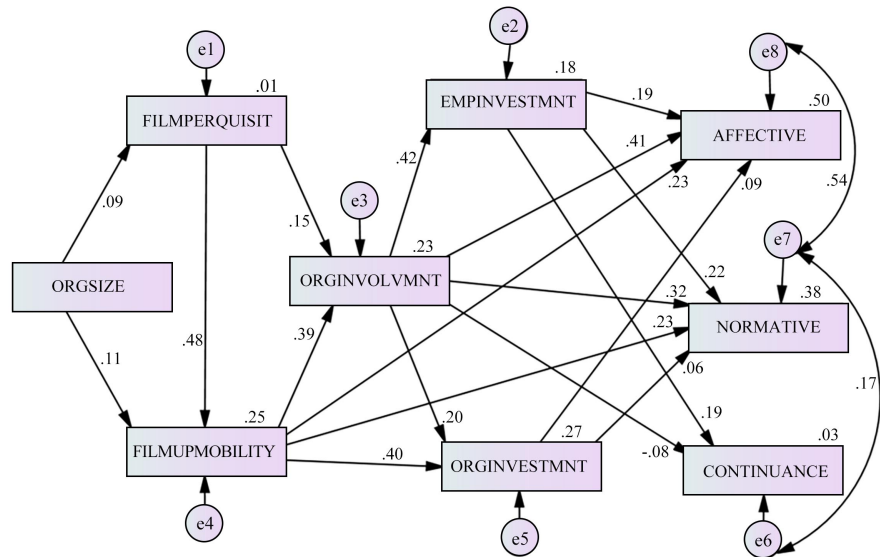 e1
e2
e8
.01
.18
.50
FILMPERQUISIT
EMPINVESTMNT
.19
AFFECTIVE
.41
.42
.23
.09
.54
.09
.15
e3
e7
.23
.22
ORGSIZE
ORGINVOLVMNT
.32
.38
NORMATIVE
.11
.48
.39
.23
.06
.17
.25
.20
.27
.19
.03
FILMUPMOBILITY
.40
ORGINVESTMNT
-.08
CONTINUANCE
e4
e5
e6